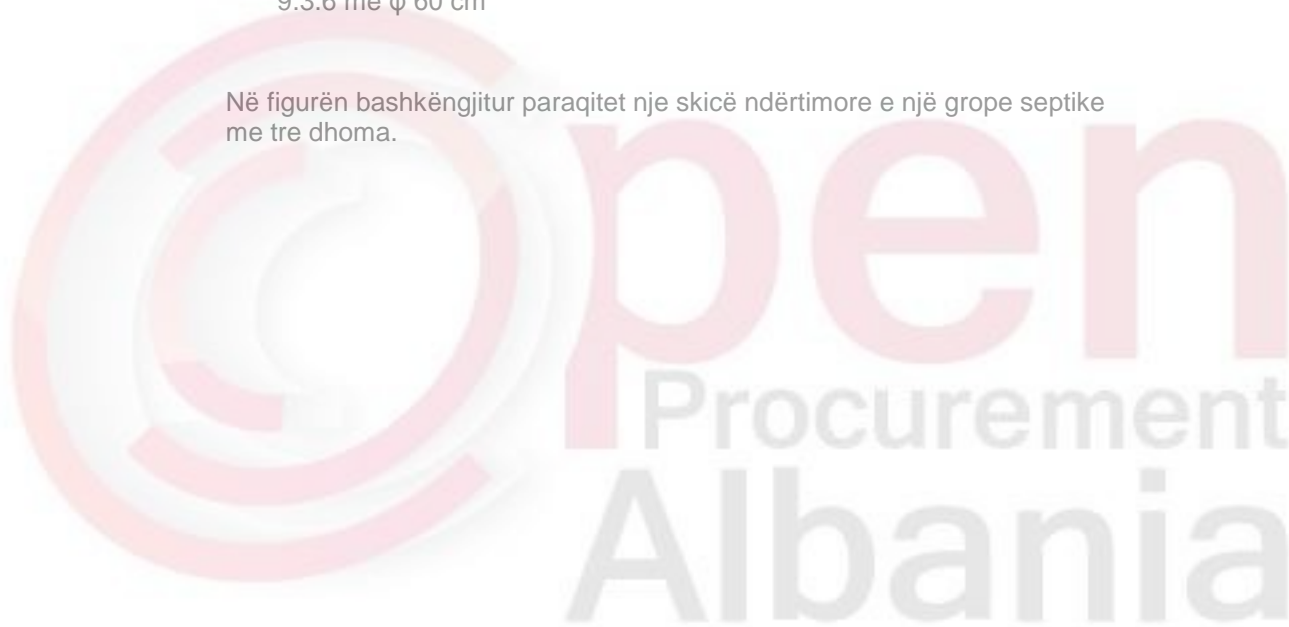 9.3.6 me φ 60 cm
Në figurën bashkëngjitur paraqitet nje skicë ndërtimore e një grope septike
me tre dhoma.
Open
Procurement
Albania